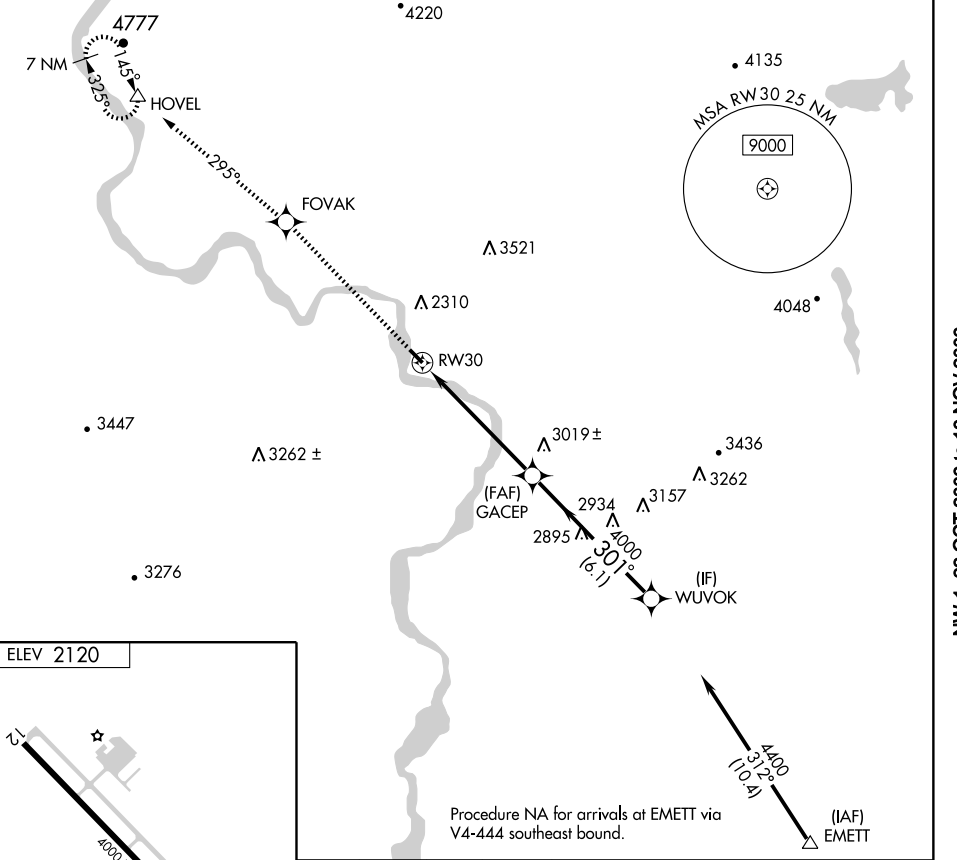 4220
4777
4135
7 NM
145°
325°
HOVEL
MSA RW30 25 NM
9000
295°
FOVAK
3521
4048
2310
RW30
3447
3262 ±
3019 ±
3436
3262
(FAF)
GACEP
2934
3157
2895
4000
301°
(6.1)
(IF)
WUVOK
3276
ELEV 2120
12
4000
4400
312°
(10.4)
Procedure NA for arrivals at EMETT via
V4-444 southeast bound.
(IAF)
EMETT